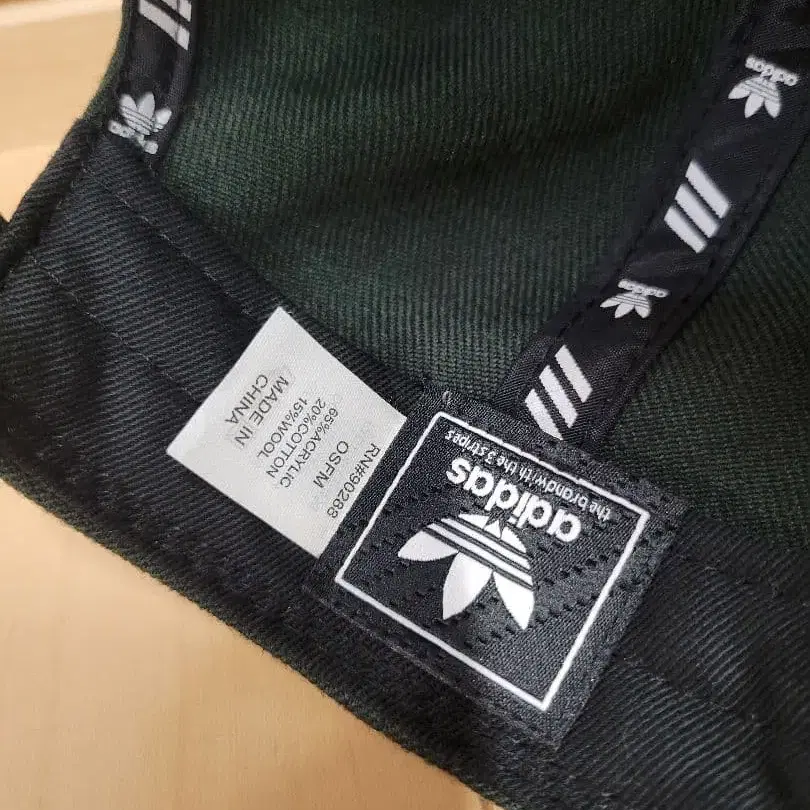 adidas
adidas
adidas
RN#90288
OSFM
65%ACRYLIC
20%COTTON
15%WOOL
MADE IN
CHINA
adidas
the brand with the 3 stripes